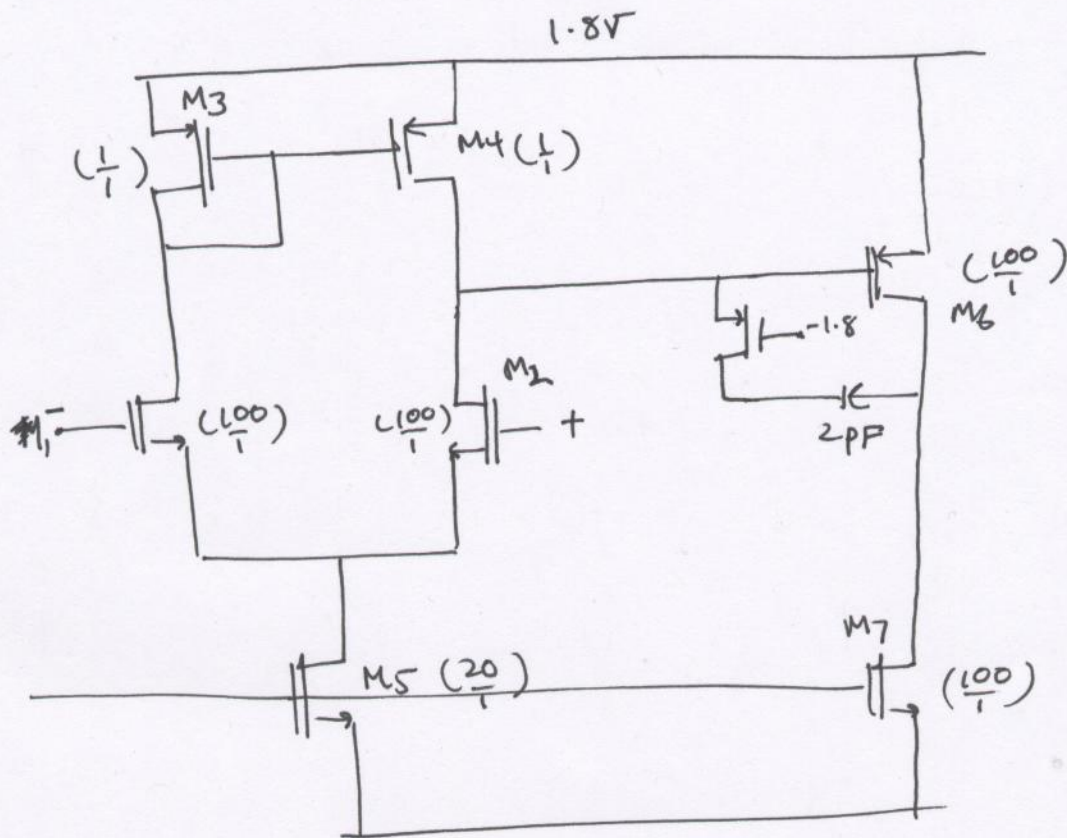 1.8V
M3
(1/1)
M4 (1/1)
(100/1)
M6
-1.8
2pF
M2
-
(100/1)
(100/1)
+
M7
M5 (20/1)
(100/1)